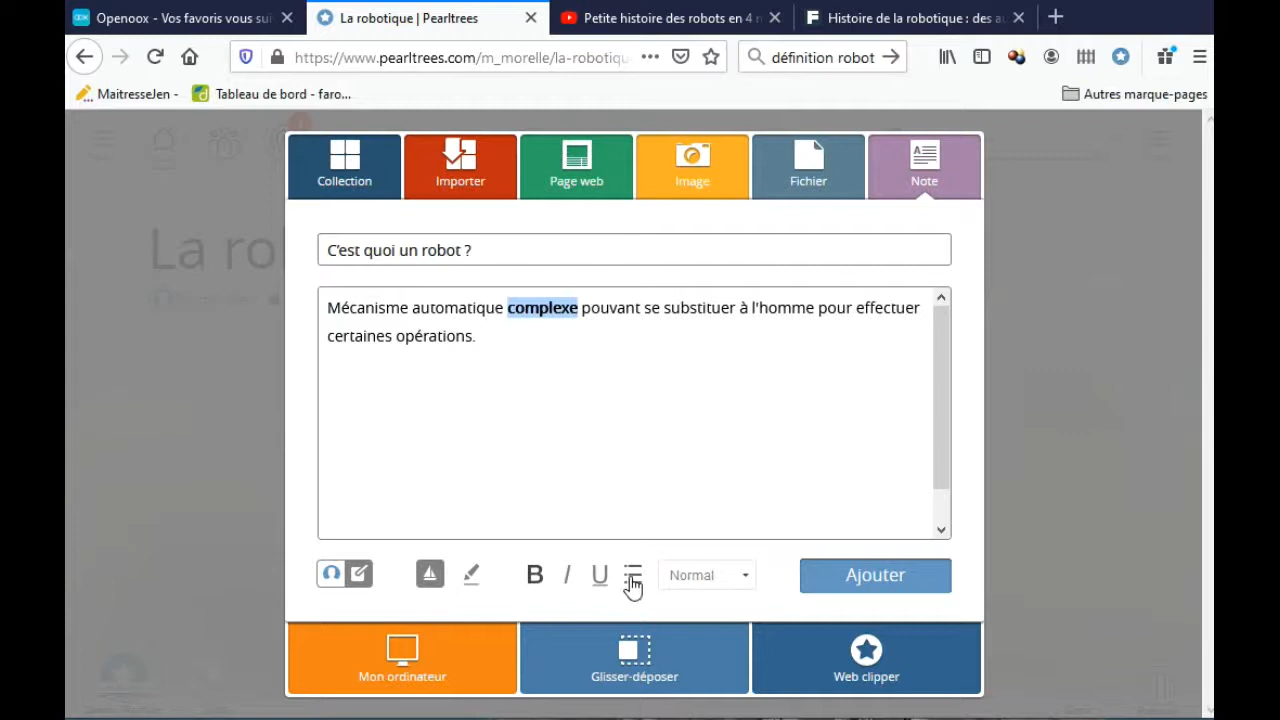 Openoox - Vos favoris vous sui
La robotique | Pearltrees
Petite histoire des robots en 4 
Histoire de la robotique : des a
https://www.pearltrees.com/m_morelle/la-robotiqu
définition robot
MaitresseJen -
Tableau de bord - faro...
Autres marque-pages
La ro
Collection
Importer
Page web
Image
Fichier
Note
C'est quoi un robot ?
Mécanisme automatique complexe pouvant se substituer à l'homme pour effectuer
certaines opérations.
B I U
Normal
Ajouter
Mon ordinateur
Glisser-déposer
Web clipper